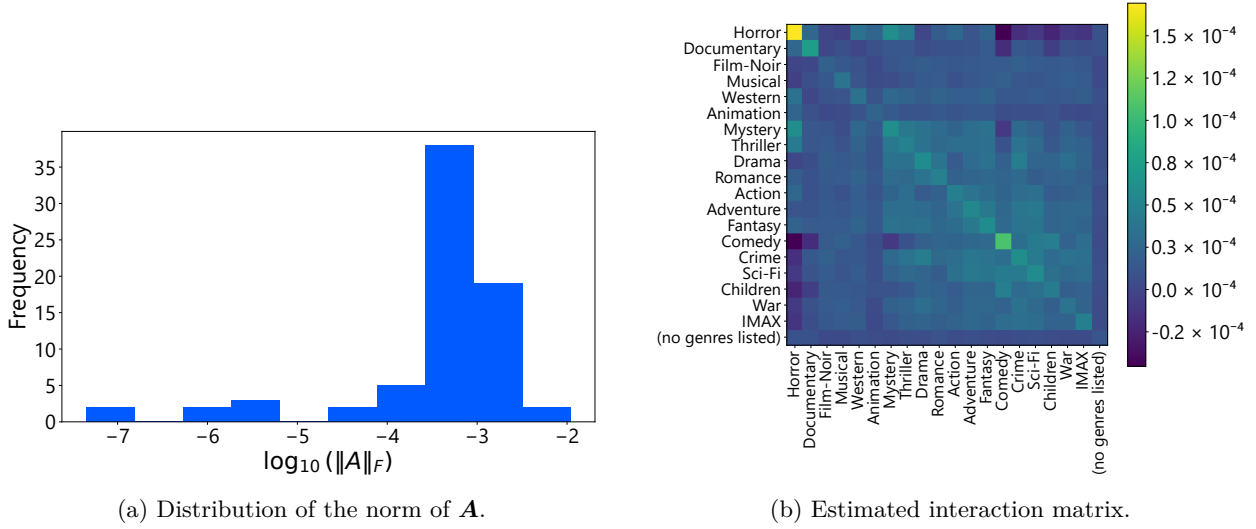 35
30
25
20
15
10
5
0
Frequency
−7
−6
−5
−4
−3
−2
log₁₀ (‖A‖F)
(a) Distribution of the norm of A.
Horror
Documentary
Film-Noir
Musical
Western
Animation
Mystery
Thriller
Drama
Romance
Action
Adventure
Fantasy
Comedy
Crime
Sci-Fi
Children
War
IMAX
(no genres listed)
Horror
Documentary
Film-Noir
Musical
Western
Animation
Mystery
Thriller
Drama
Romance
Action
Adventure
Fantasy
Comedy
Crime
Sci-Fi
Children
War
IMAX
(no genres listed)
1.5 × 10⁻⁴
1.2 × 10⁻⁴
1.0 × 10⁻⁴
0.8 × 10⁻⁴
0.5 × 10⁻⁴
0.3 × 10⁻⁴
0.0 × 10⁻⁴
-0.2 × 10⁻⁴
(b) Estimated interaction matrix.